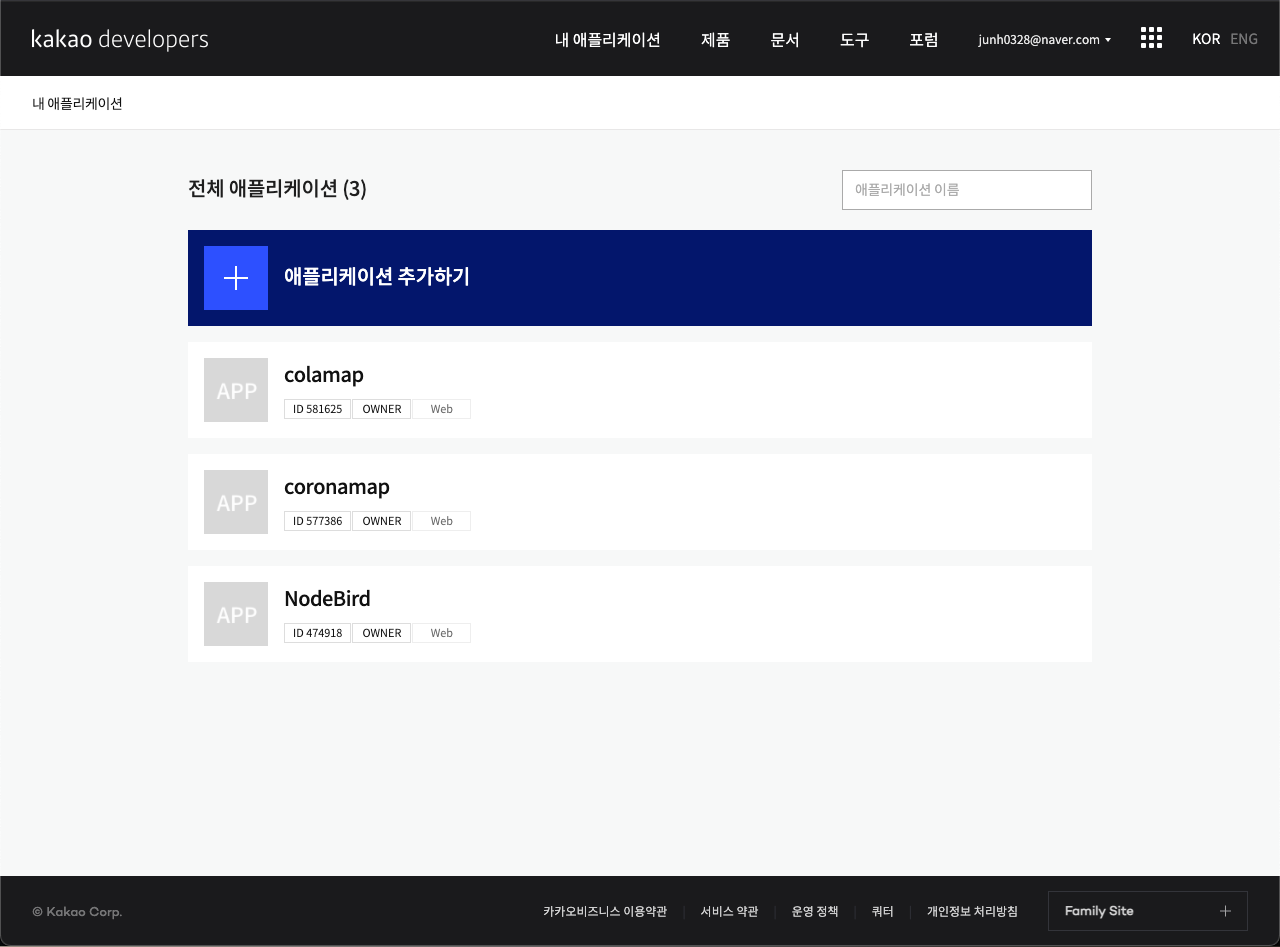 kakao developers 내 애플리케이션 제품 문서 도구 포럼 junh0328@naver.com KOR ENG
내 애플리케이션
전체 애플리케이션 (3) 애플리케이션 이름
애플리케이션 추가하기
APP colamap
ID 581625 OWNER Web
APP coronamap
ID 577386 OWNER Web
APP NodeBird
ID 474918 OWNER Web
© Kakao Corp. 카카오비즈니스 이용약관 서비스 약관 운영 정책 쿼터 개인정보 처리방침 Family Site